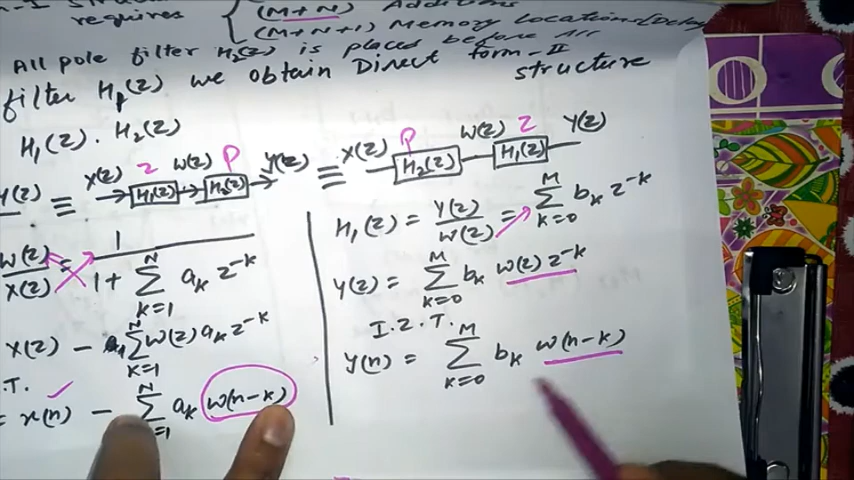 requires (M+N) Additions
(M+N+1) Memory Locations (Delay
All pole filter H₂(z) is placed before All
filter H₁(z) we obtain Direct form-II structure
H₁(z) · H₂(z)
Y(z) ≡ X(z) → H₁(z) → W(z) → H₂(z) → Y(z) ≡ X(z) H₂(z) W(z) H₁(z) Y(z)
z P P z
W(z)/X(z) = 1/(1 + Σ_{k=1}^{N} a_k z^{-k})
X(z) - Σ_{k=1}^{N} W(z) a_k z^{-k}
.T.
= x(n) - Σ_{k=1}^{N} a_k w(n-k)
H₁(z) = Y(z)/W(z) = Σ_{k=0}^{M} b_k z^{-k}
Y(z) = Σ_{k=0}^{M} b_k W(z) z^{-k}
I.Z.T.
y(n) = Σ_{k=0}^{M} b_k w(n-k)